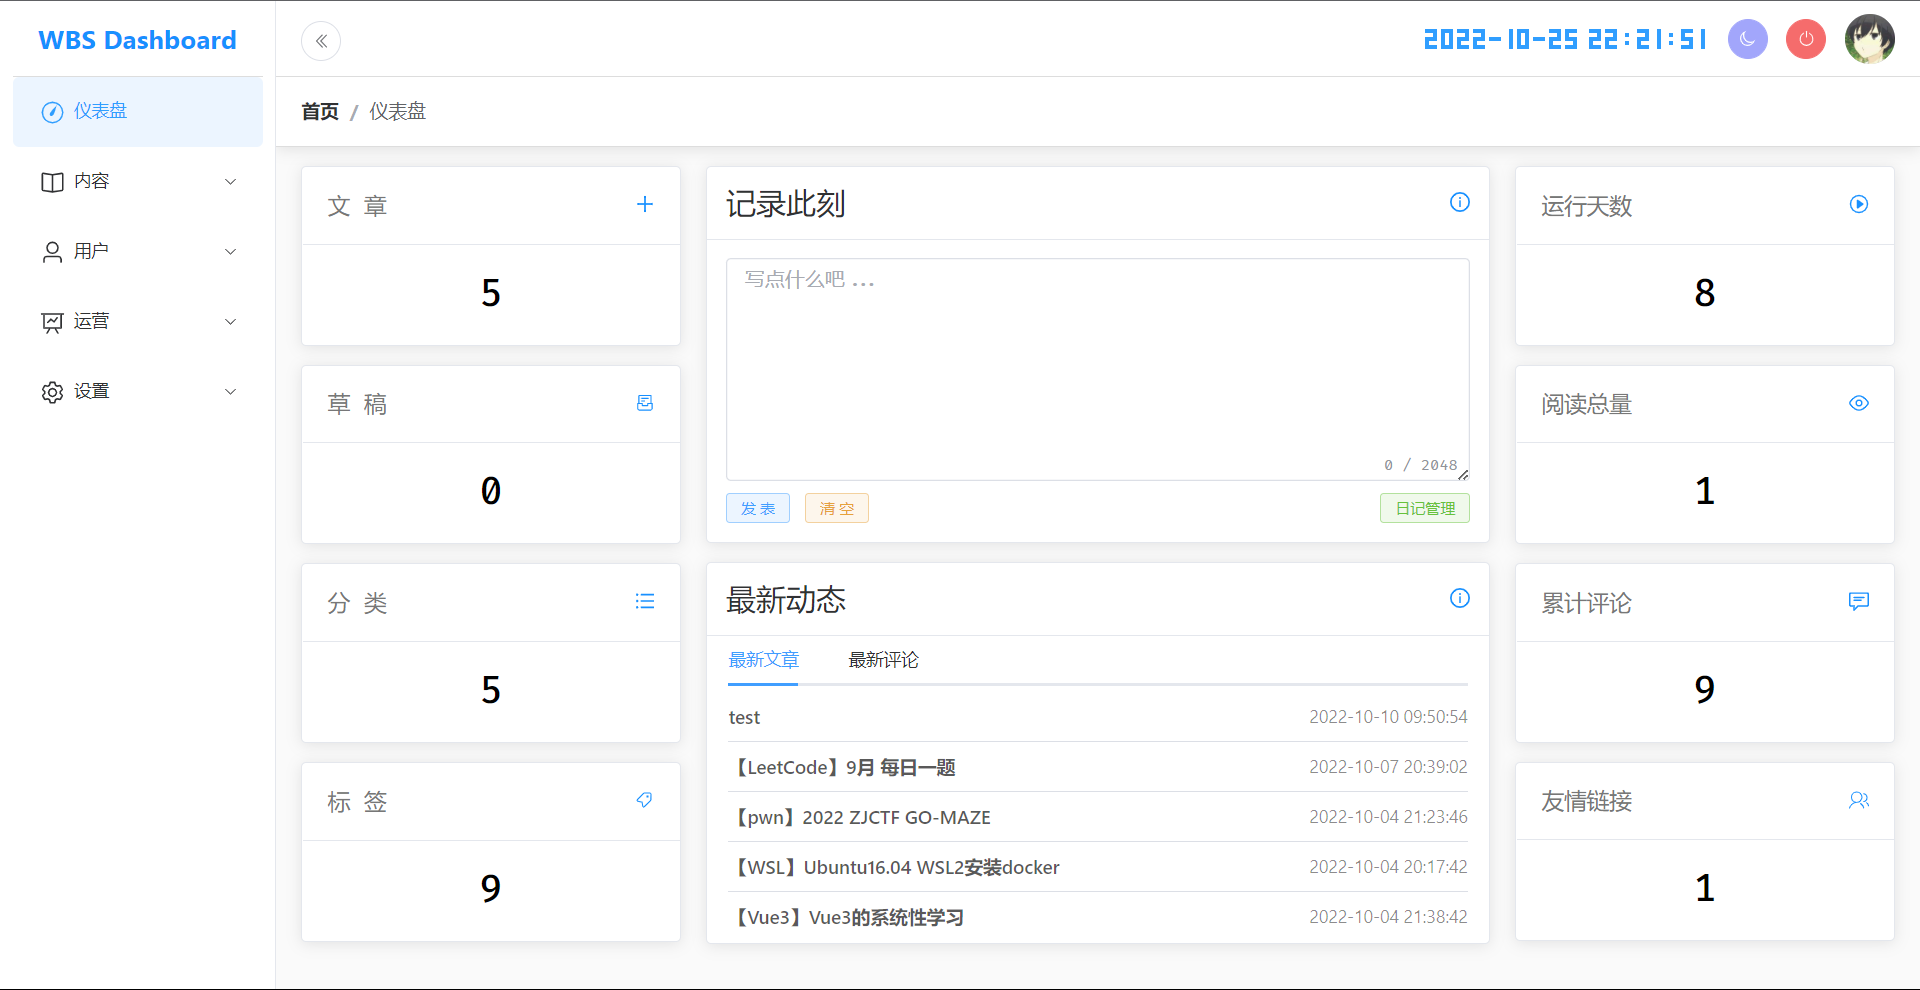 WBS Dashboard
仪表盘
内容
用户
运营
设置
2022-10-25 22:21:51
首页 / 仪表盘
文 章
5
草 稿
0
分 类
5
标 签
9
记录此刻
写点什么吧 ...
0 / 2048
发 表
清 空
日记管理
最新动态
最新文章 最新评论
test 2022-10-10 09:50:54
【LeetCode】9月 每日一题 2022-10-07 20:39:02
【pwn】2022 ZJCTF GO-MAZE 2022-10-04 21:23:46
【WSL】Ubuntu16.04 WSL2安装docker 2022-10-04 20:17:42
【Vue3】Vue3的系统性学习 2022-10-04 21:38:42
运行天数
8
阅读总量
1
累计评论
9
友情链接
1